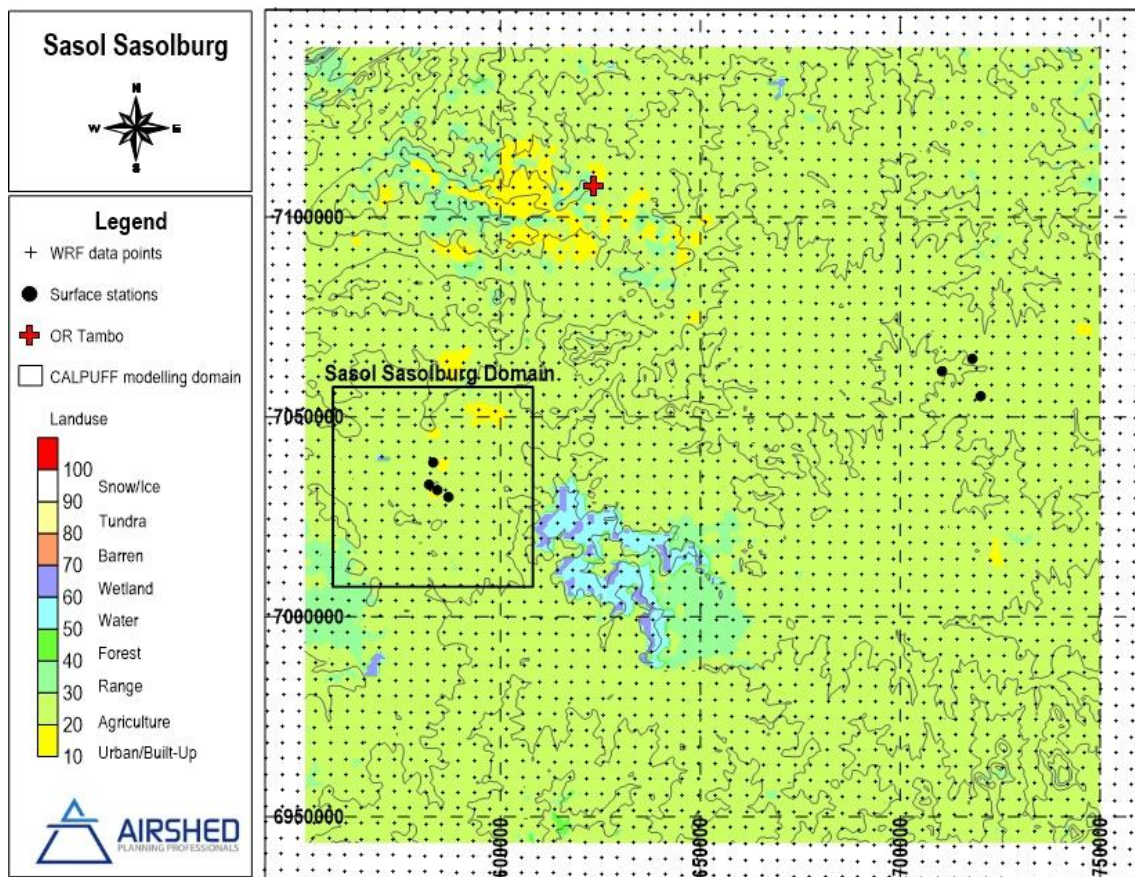 Sasol Sasolburg
N
W E
S
Legend
WRF data points
Surface stations
OR Tambo
CALPUFF modelling domain
Landuse
100
Snow/Ice
90
Tundra
80
Barren
70
Wetland
60
Water
50
Forest
40
Range
30
Agriculture
20
Urban/Built-Up
10
AIRSHED
PLANNING PROFESSIONALS
7100000
Sasol Sasolburg Domain.
7050000
7000000
6950000
600000
650000
700000
750000